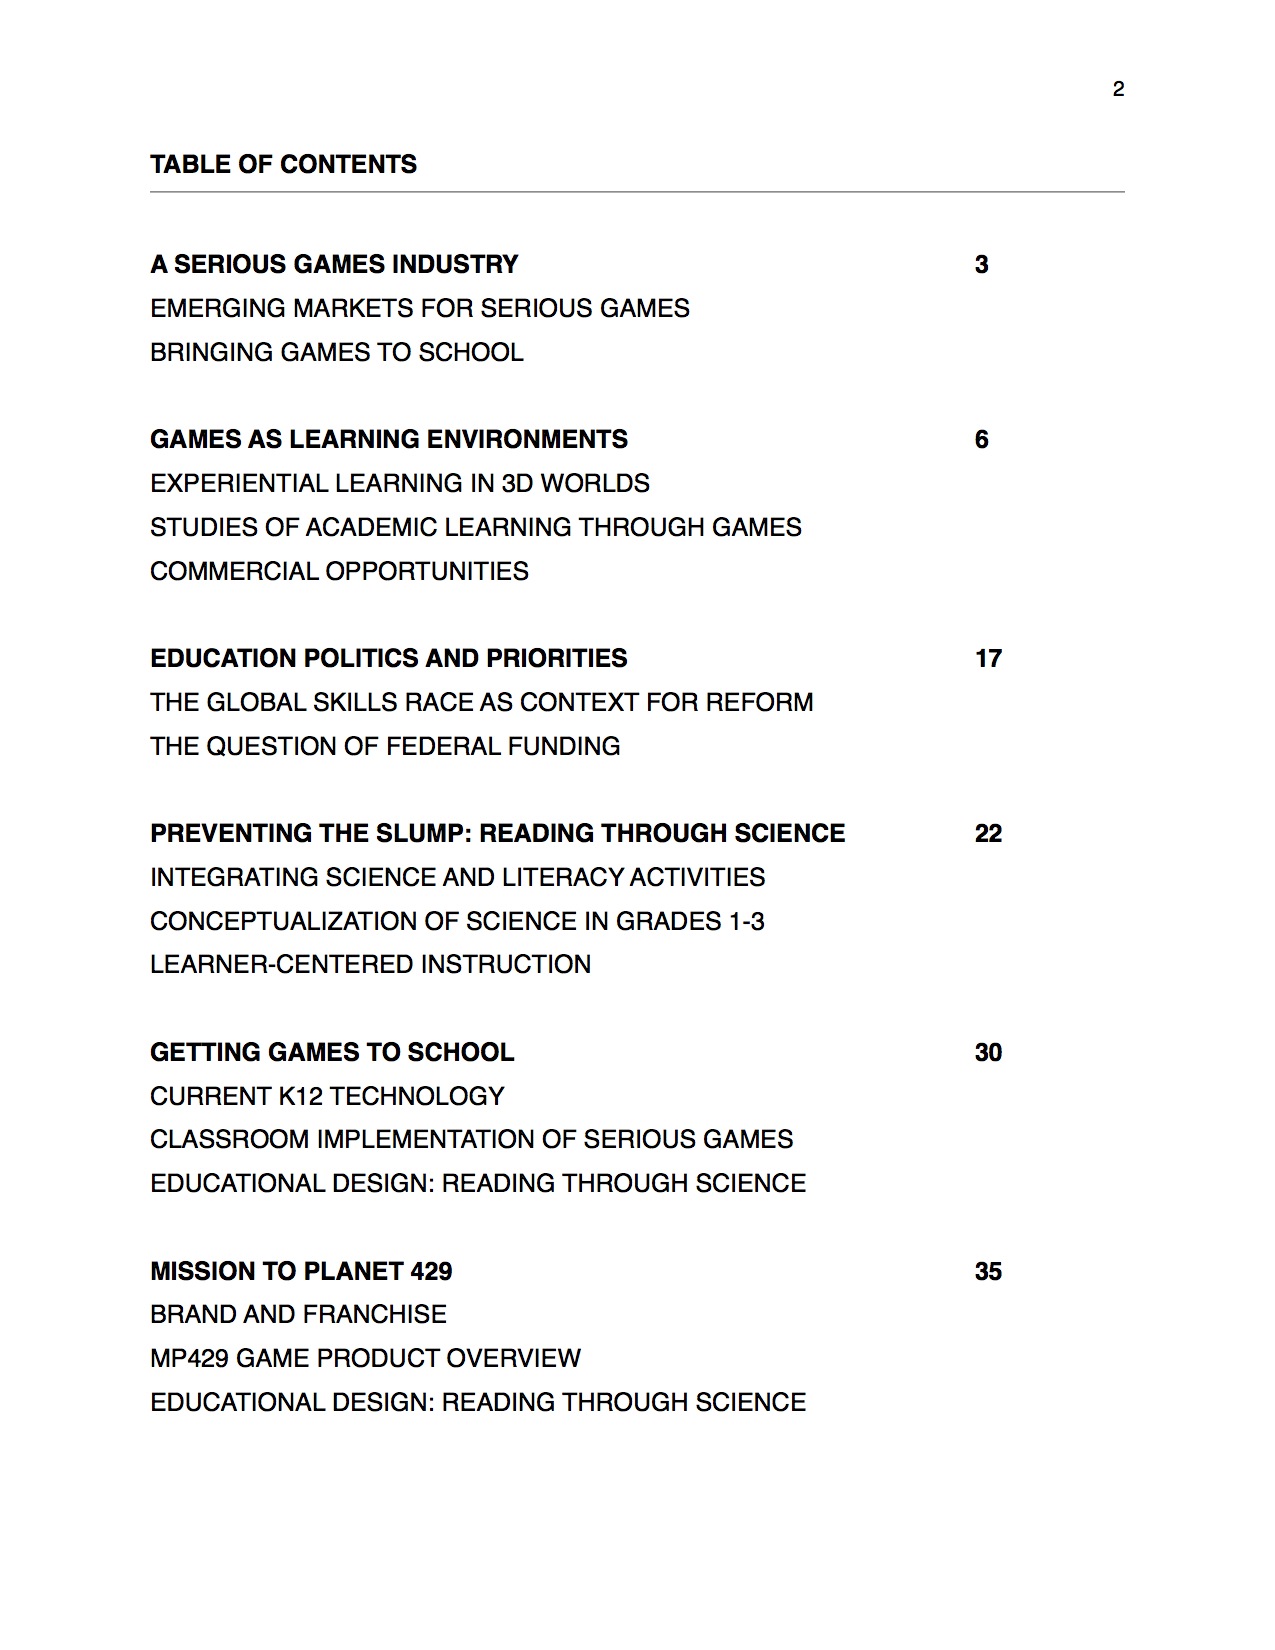 2
TABLE OF CONTENTS
A SERIOUS GAMES INDUSTRY 3
EMERGING MARKETS FOR SERIOUS GAMES
BRINGING GAMES TO SCHOOL
GAMES AS LEARNING ENVIRONMENTS 6
EXPERIENTIAL LEARNING IN 3D WORLDS
STUDIES OF ACADEMIC LEARNING THROUGH GAMES
COMMERCIAL OPPORTUNITIES
EDUCATION POLITICS AND PRIORITIES 17
THE GLOBAL SKILLS RACE AS CONTEXT FOR REFORM
THE QUESTION OF FEDERAL FUNDING
PREVENTING THE SLUMP: READING THROUGH SCIENCE 22
INTEGRATING SCIENCE AND LITERACY ACTIVITIES
CONCEPTUALIZATION OF SCIENCE IN GRADES 1-3
LEARNER-CENTERED INSTRUCTION
GETTING GAMES TO SCHOOL 30
CURRENT K12 TECHNOLOGY
CLASSROOM IMPLEMENTATION OF SERIOUS GAMES
EDUCATIONAL DESIGN: READING THROUGH SCIENCE
MISSION TO PLANET 429 35
BRAND AND FRANCHISE
MP429 GAME PRODUCT OVERVIEW
EDUCATIONAL DESIGN: READING THROUGH SCIENCE